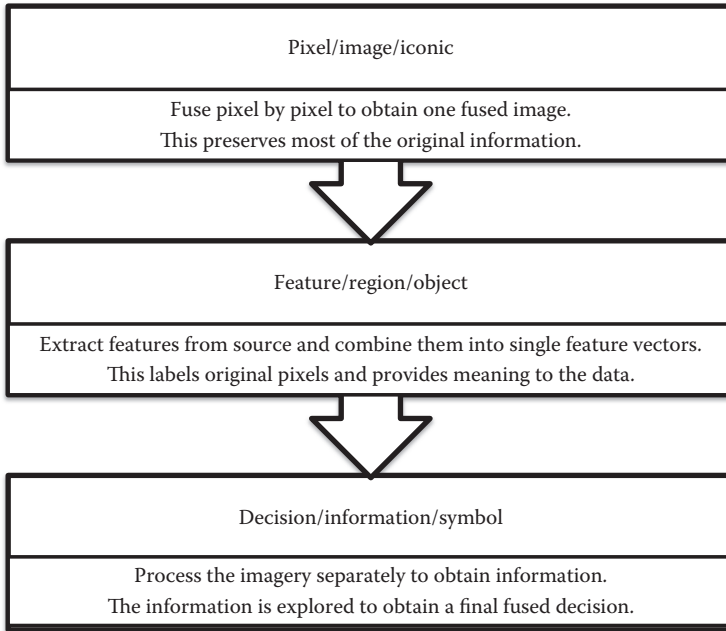 Pixel/image/iconic
Fuse pixel by pixel to obtain one fused image.
This preserves most of the original information.
Feature/region/object
Extract features from source and combine them into single feature vectors.
This labels original pixels and provides meaning to the data.
Decision/information/symbol
Process the imagery separately to obtain information.
The information is explored to obtain a final fused decision.